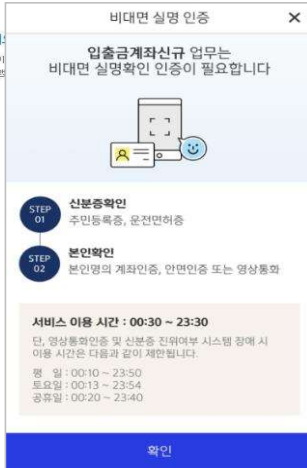 비대면 실명 인증
입출금계좌신규 업무는
비대면 실명확인 인증이 필요합니다
STEP 01
신분증확인
주민등록증, 운전면허증
STEP 02
본인확인
본인명의 계좌인증, 안면인증 또는 영상통화
서비스 이용 시간 : 00:30 ~ 23:30
단, 영상통화인증 및 신분증 진위여부 시스템 장애 시
이용 시간은 다음과 같이 제한됩니다.
평 일 : 00:10 ~ 23:50
토요일 : 00:13 ~ 23:54
공휴일 : 00:20 ~ 23:40
확인